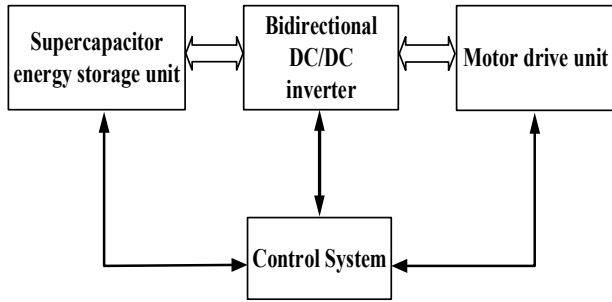 Supercapacitor
energy storage unit
Bidirectional
DC/DC
inverter
Motor drive unit
Control System